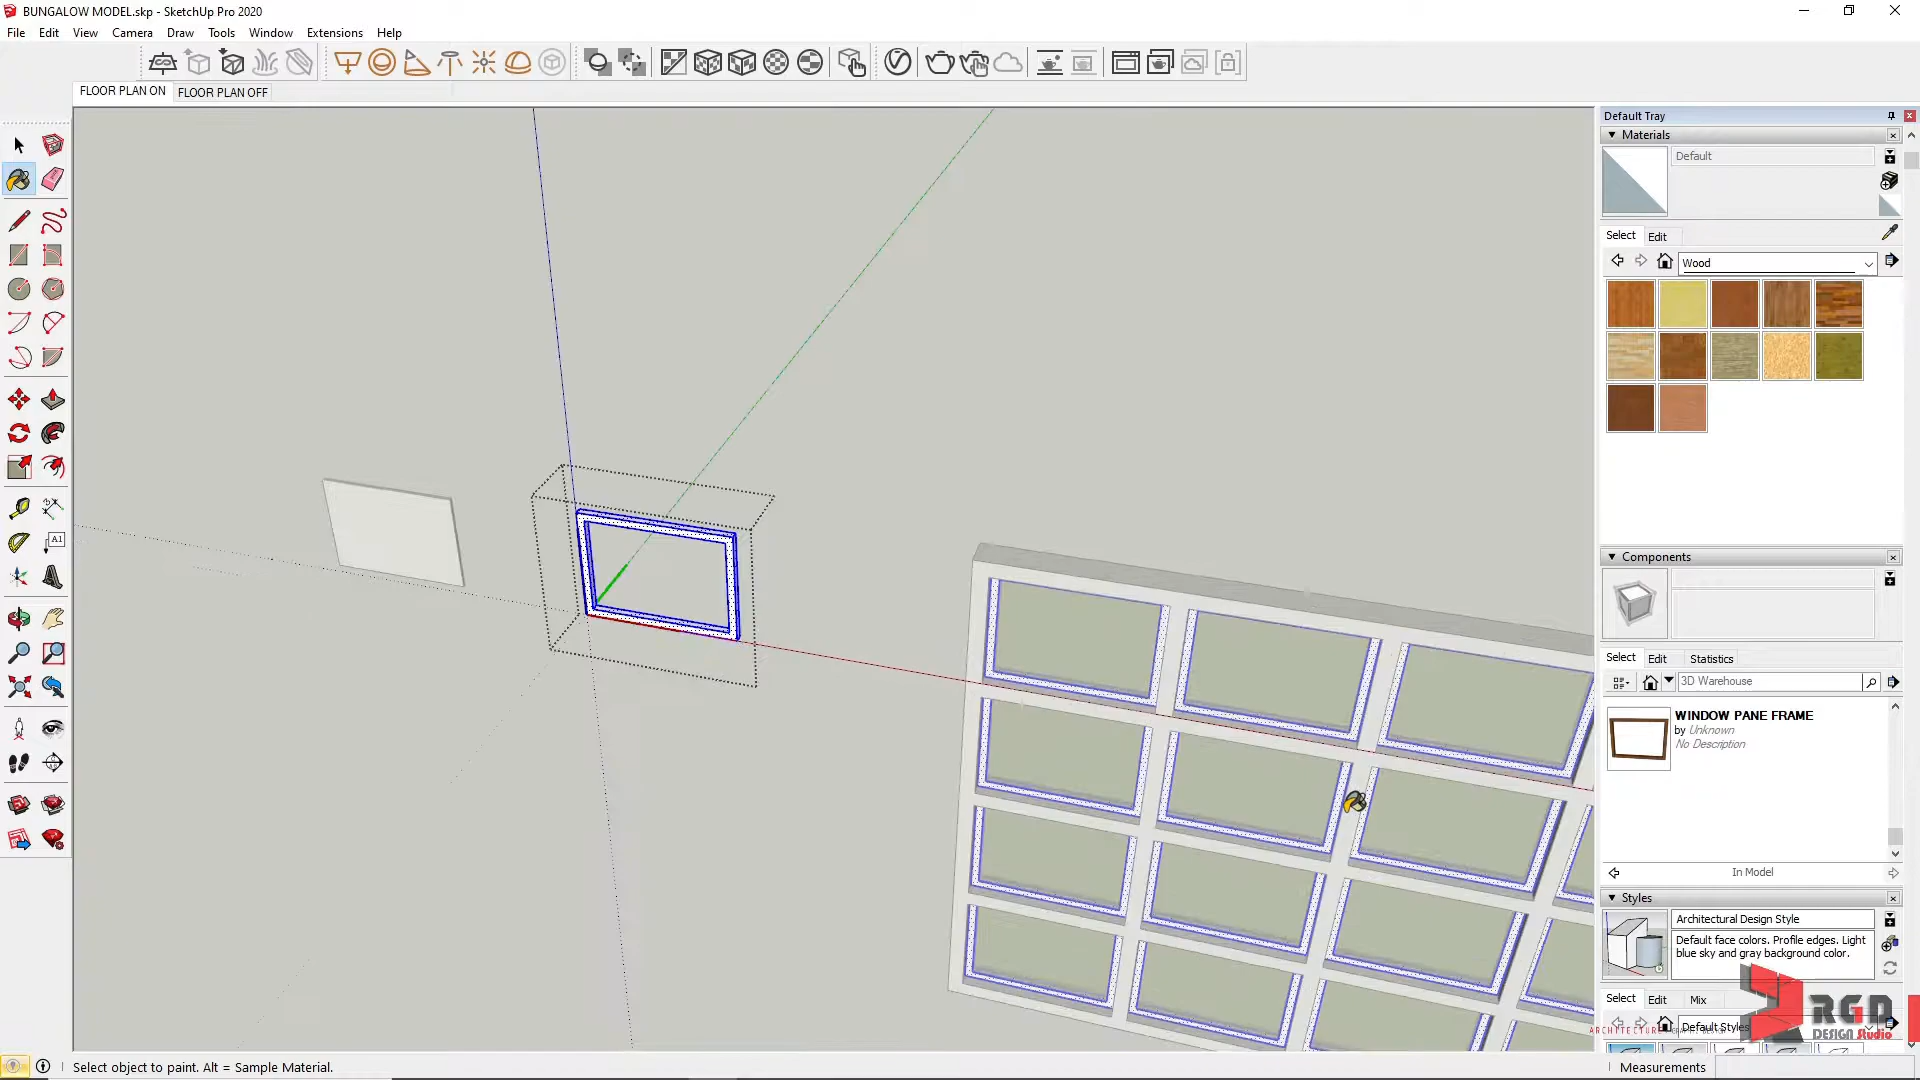 BUNGALOW MODEL.skp - SketchUp Pro 2020
File Edit View Camera Draw Tools Window Extensions Help
FLOOR PLAN ON FLOOR PLAN OFF
Default Tray
Materials
Default
Select Edit
Wood
Components
Select Edit Statistics
3D Warehouse
WINDOW PANE FRAME
by Unknown
No Description
In Model
Styles
Architectural Design Style
Default face colors. Profile edges. Light
blue sky and gray background color.
Select Edit Mix
Default Styles
RGD
DESIGN Studio
AI
Select object to paint. Alt = Sample Material.
Measurements